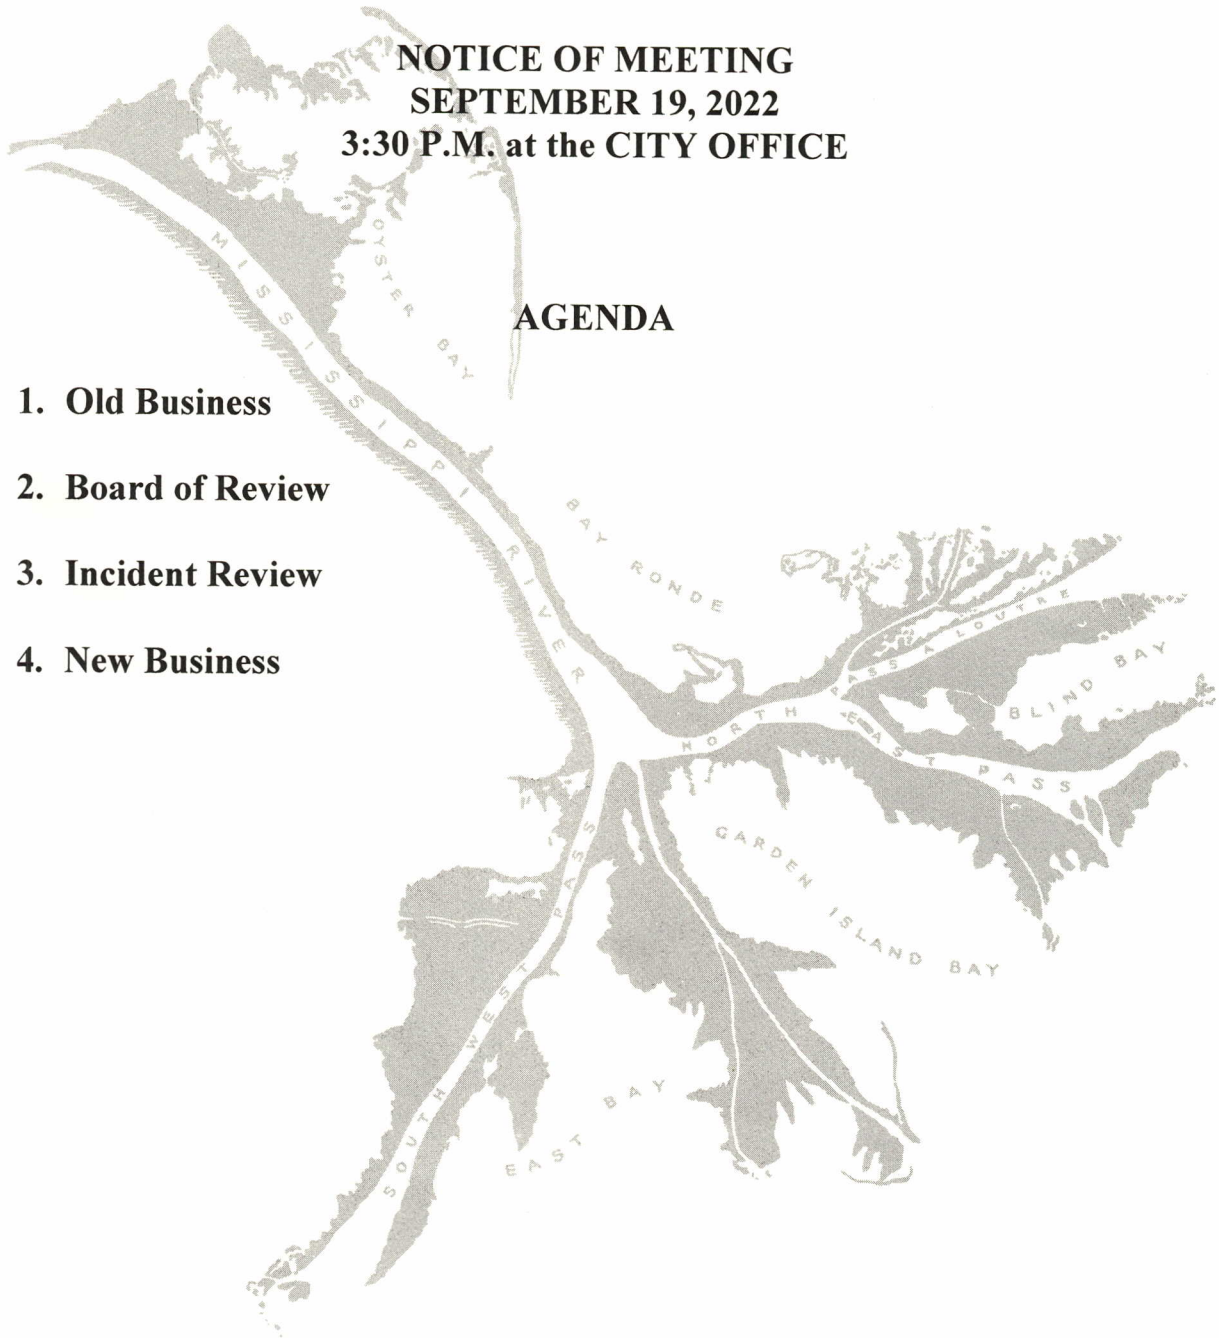 NOTICE OF MEETING
SEPTEMBER 19, 2022
3:30 P.M. at the CITY OFFICE
OYSTER BAY
MISSISSIPPI RIVER
AGENDA
1. Old Business
2. Board of Review
3. Incident Review
4. New Business
BAY RONDE
PASS A LOUTRE
BLIND BAY
NORTH EAST PASS
GARDEN ISLAND BAY
SOUTH WEST PASS
EAST BAY